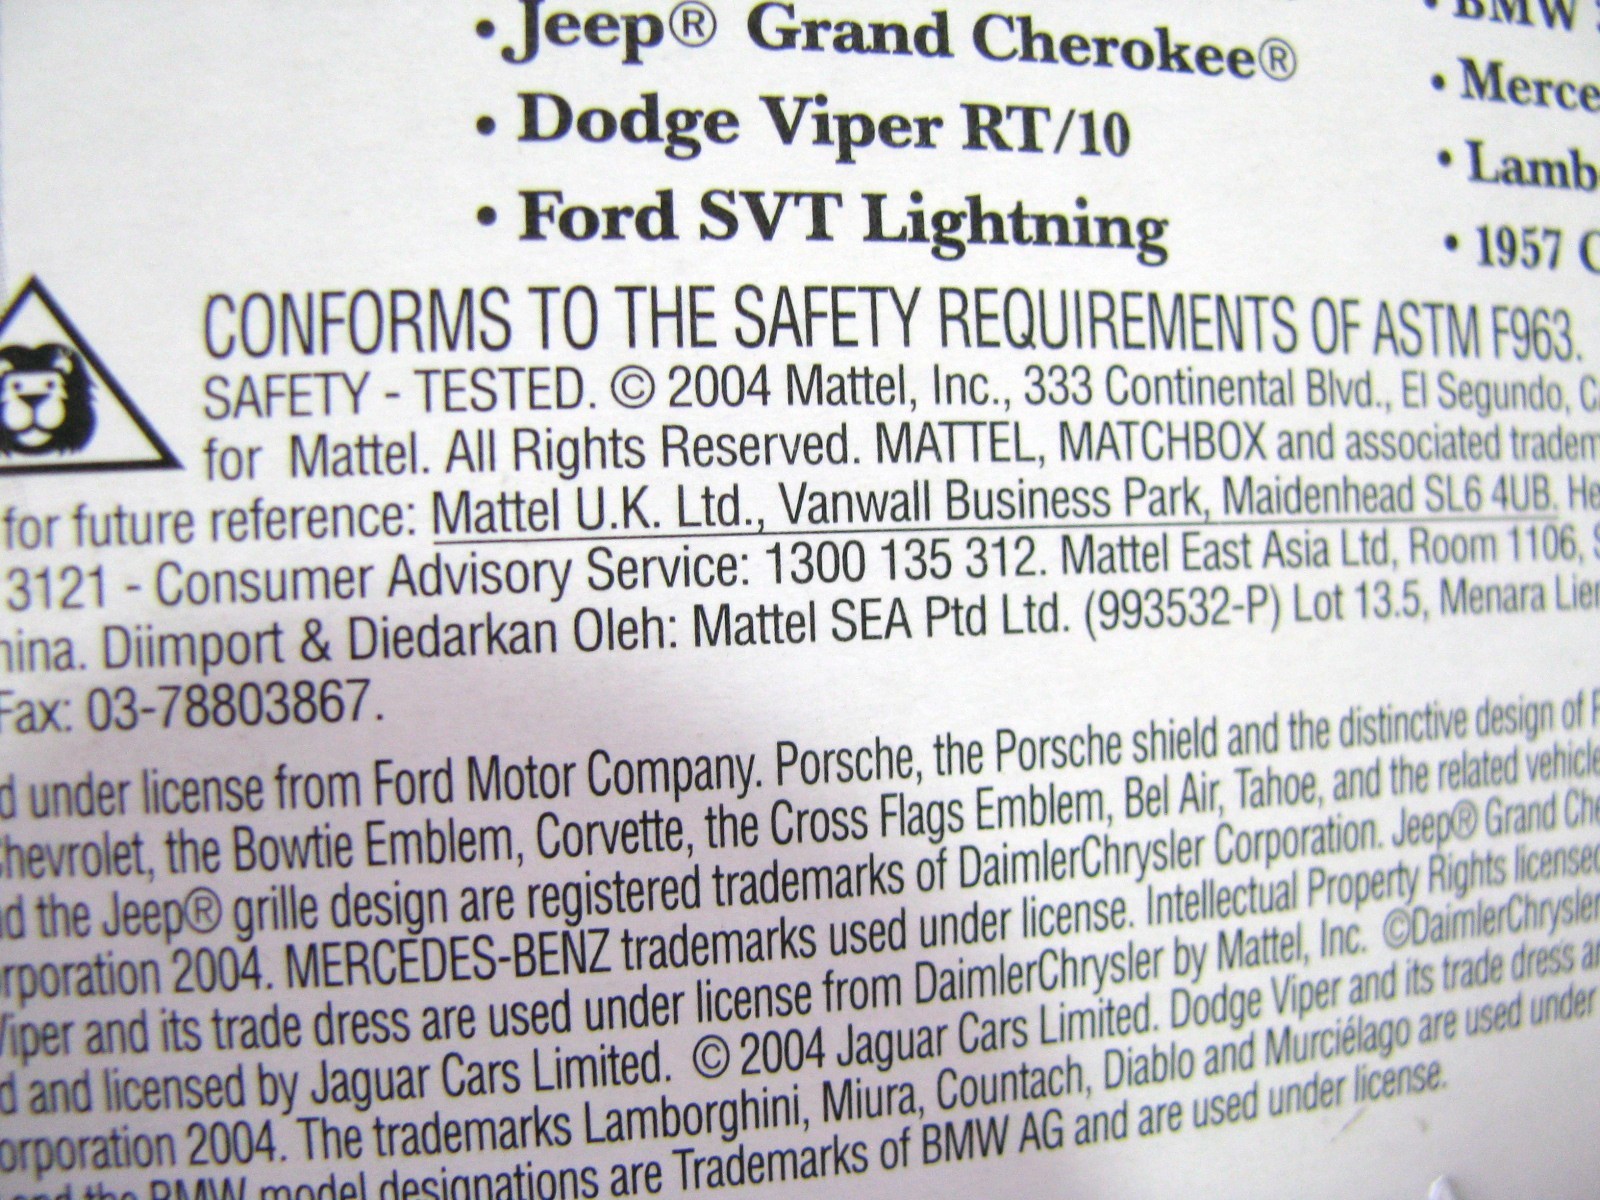 • Jeep® Grand Cherokee®
• BMW
• Dodge Viper RT/10
• Merce
• Ford SVT Lightning
• Lamb
• 1957 C
CONFORMS TO THE SAFETY REQUIREMENTS OF ASTM F963.
SAFETY - TESTED. © 2004 Mattel, Inc., 333 Continental Blvd., El Segundo, C
for Mattel. All Rights Reserved. MATTEL, MATCHBOX and associated tradem
for future reference: Mattel U.K. Ltd., Vanwall Business Park, Maidenhead SL6 4UB. He
3121 - Consumer Advisory Service: 1300 135 312. Mattel East Asia Ltd, Room 1106, S
hina. Diimport & Diedarkan Oleh: Mattel SEA Ptd Ltd. (993532-P) Lot 13.5, Menara Lien
Fax: 03-78803867.
d under license from Ford Motor Company. Porsche, the Porsche shield and the distinctive design of P
Chevrolet, the Bowtie Emblem, Corvette, the Cross Flags Emblem, Bel Air, Tahoe, and the related vehicle
d the Jeep® grille design are registered trademarks of DaimlerChrysler Corporation. Jeep® Grand Che
rporation 2004. MERCEDES-BENZ trademarks used under license. Intellectual Property Rights licensed
Viper and its trade dress are used under license from DaimlerChrysler by Mattel, Inc. ©DaimlerChrysler
d and licensed by Jaguar Cars Limited. © 2004 Jaguar Cars Limited. Dodge Viper and its trade dress ar
orporation 2004. The trademarks Lamborghini, Miura, Countach, Diablo and Murciélago are used under
and the BMW model designations are Trademarks of BMW AG and are used under license.